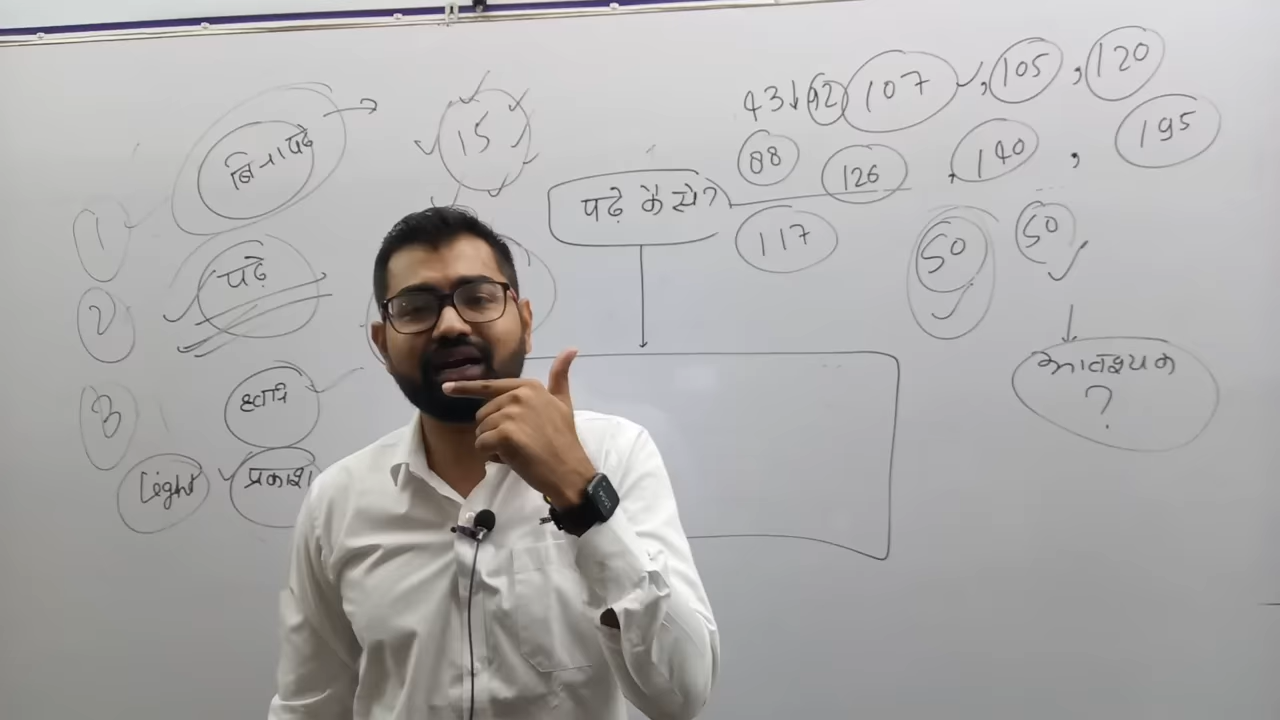 43↓ 92 107 ✓, 105, 120
88 126, 140, 195
117 50 50 ✓
पढ़े कैसे?
आवश्यक
?
1 बिना पढ़े → 15
2 पढ़े
3 ध्वनि
Light प्रकाश